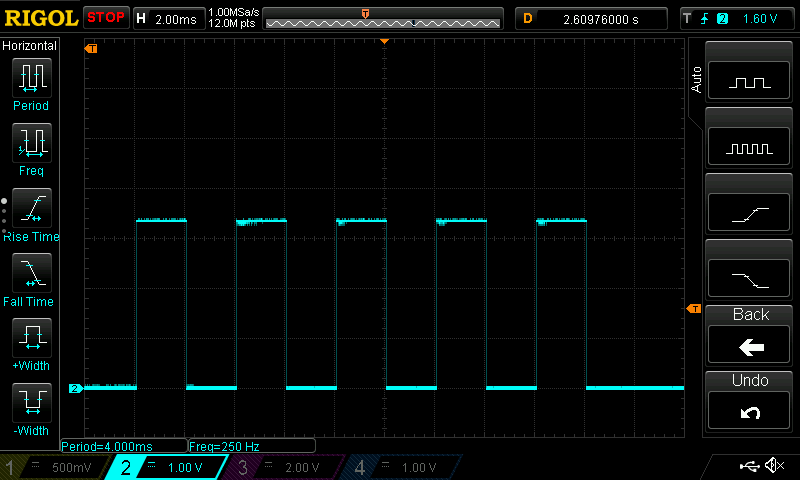 RIGOL STOP H 2.00ms 1.00MSa/s 12.0M pts T D 2.60976000 s T 2 1.60 V
Horizontal
T
Period
Freq
Rise Time
Fall Time
+Width
-Width
Auto
T
Back
Undo
2
Period=4.000ms Freq=250 Hz
1 500mV 2 1.00 V 3 2.00 V 4 1.00 V